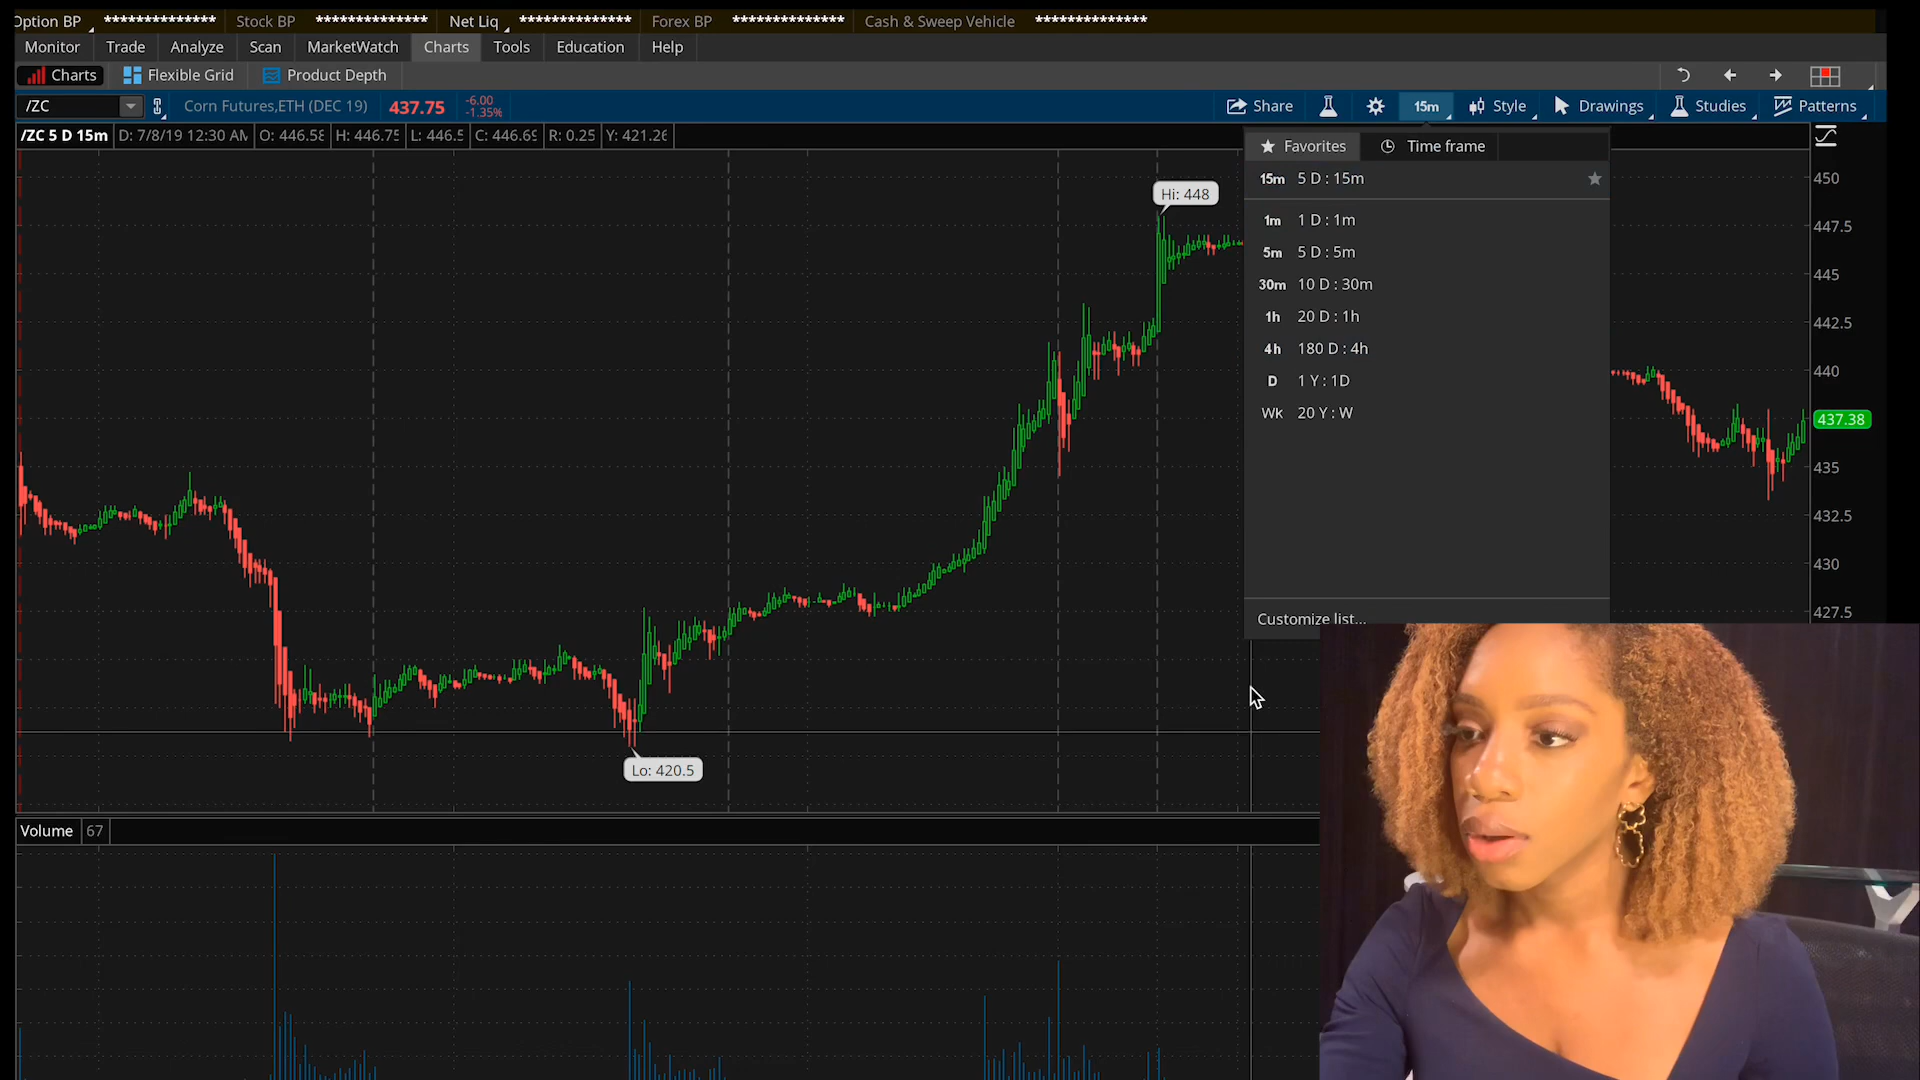 Option BP ************** Stock BP ************** Net Liq ************** Forex BP ************** Cash & Sweep Vehicle **************
Monitor Trade Analyze Scan MarketWatch Charts Tools Education Help
Charts Flexible Grid Product Depth
/ZC Corn Futures,ETH (DEC 19) 437.75 -6.00 -1.35% Share 15m Style Drawings Studies Patterns
/ZC 5 D 15m D: 7/8/19 12:30 AM O: 446.58 H: 446.75 L: 446.5 C: 446.69 R: 0.25 Y: 421.26
Favorites Time frame
15m 5 D : 15m
1m 1 D : 1m
5m 5 D : 5m
30m 10 D : 30m
1h 20 D : 1h
4h 180 D : 4h
D 1 Y : 1D
Wk 20 Y : W
Customize list...
Hi: 448
Lo: 420.5
450
447.5
445
442.5
440
437.38
435
432.5
430
427.5
Volume 67